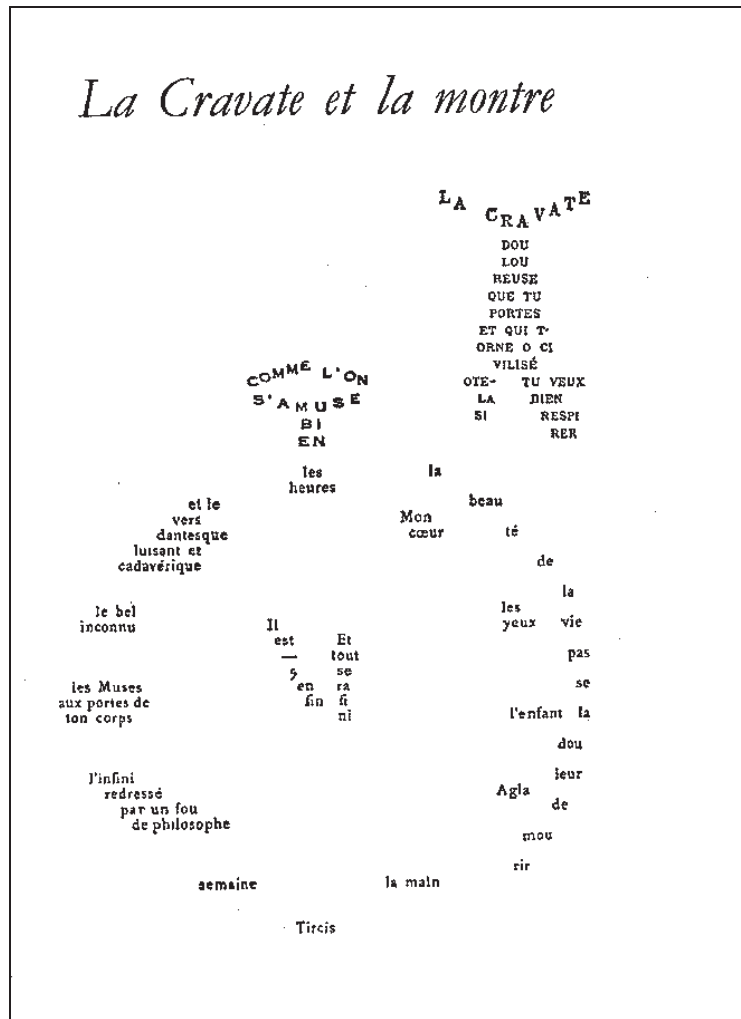 La Cravate et la montre
LA CRAVATE
DOU
LOU
REUSE
QUE TU
PORTES
ET QUI T'
ORNE O CI
VILISÉ
OTE- TU VEUX
LA BIEN
SI RESPI
RER
COMME L'ON
S'AMUSE
BI
EN
les
heures
et le
vers
dantesque
luisant et
cadavérique
le bel
inconnu
les Muses
aux portes de
ton corps
l'infini
redressé
par un fou
de philosophe
semaine
Tircis
la main
Mon
cœur
les
yeux
l'enfant
Agla
la
beau
té
de
la
vie
pas
se
la
dou
leur
de
mou
rir
Il
est
—
5
en
fin
Et
tout
se
ra
fi
ni